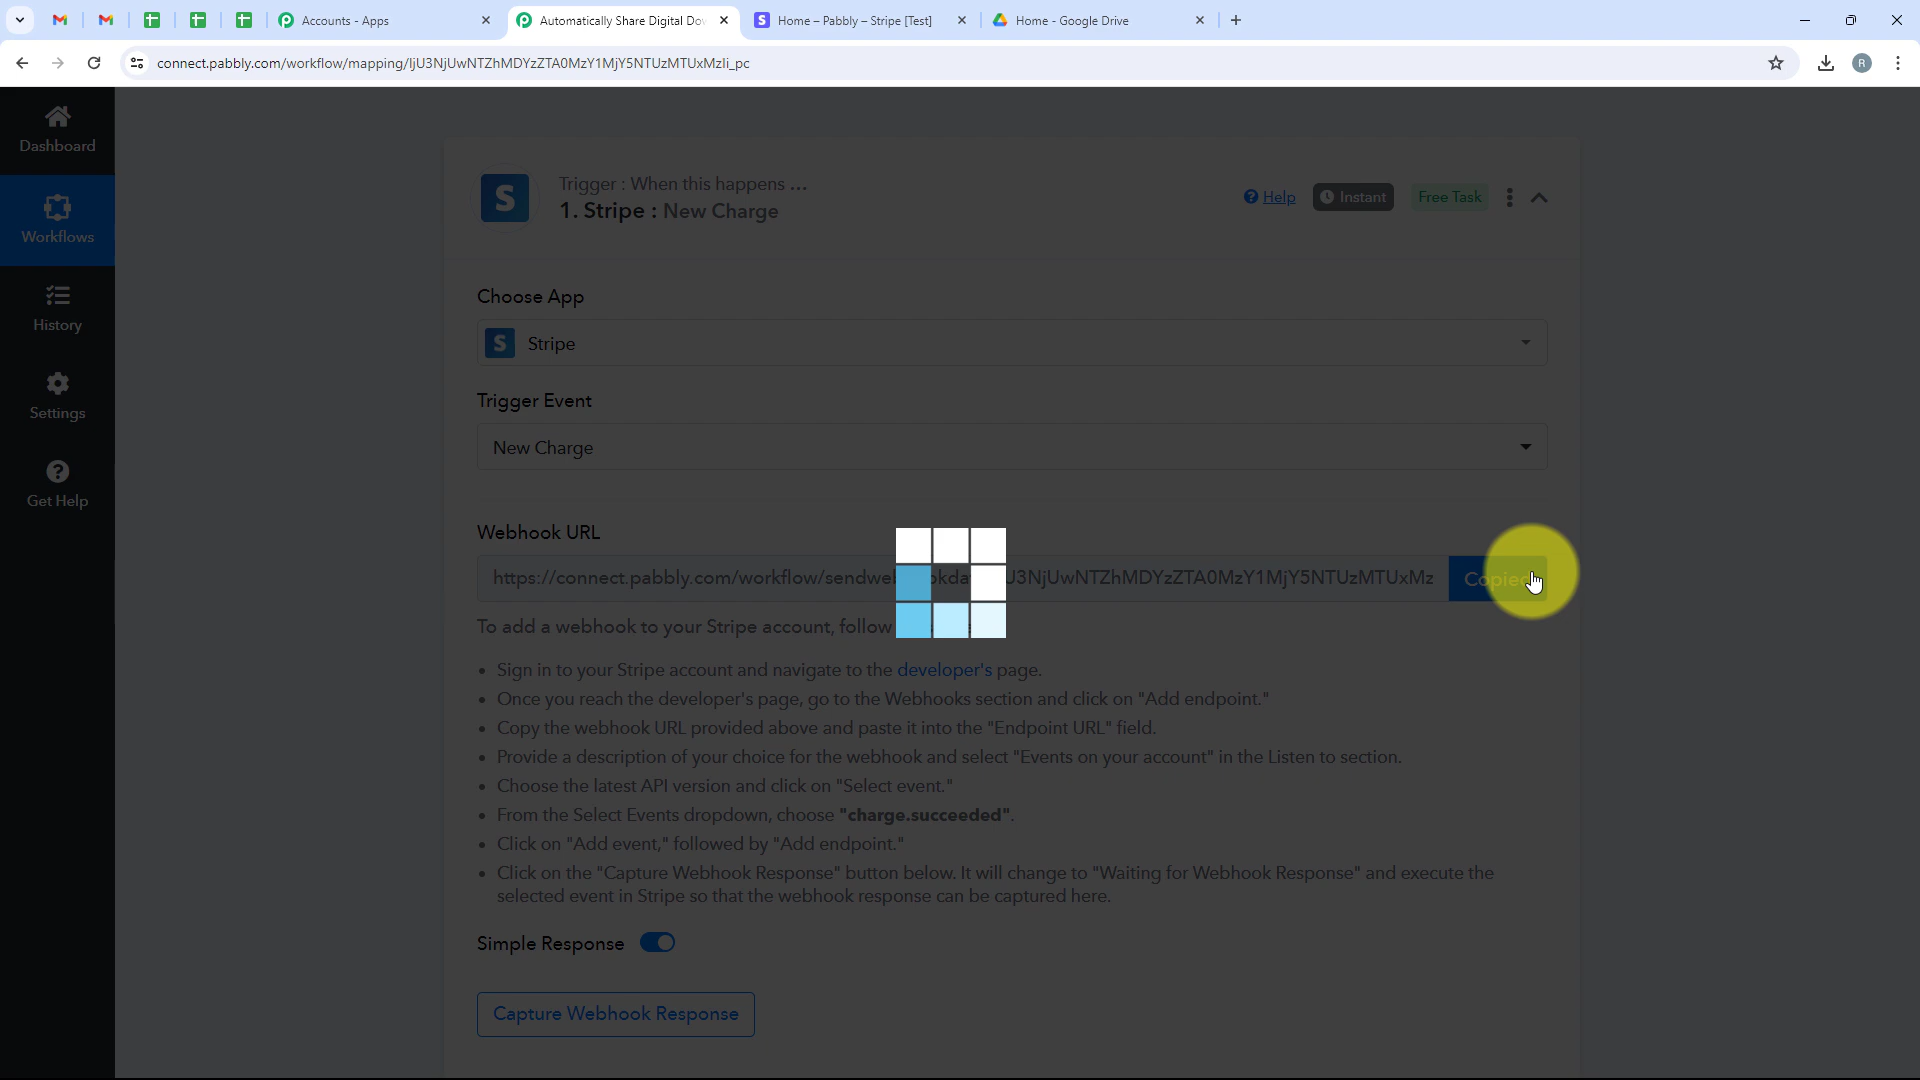 Accounts - Apps
Automatically Share Digital Dow
Home – Pabbly – Stripe [Test]
Home - Google Drive
connect.pabbly.com/workflow/mapping/IjU3NjUwNTZhMDYzZTA0MzY1MjY5NTUzMTUxMzIi_pc
R
Dashboard
Workflows
History
Settings
Get Help
S
Trigger : When this happens ...
1. Stripe : New Charge
Help
Instant
Free Task
Choose App
S Stripe
Trigger Event
New Charge
Webhook URL
https://connect.pabbly.com/workflow/sendwe U3NjUwNTZhMDYzZTA0MzY1MjY5NTUzMTUxMz
Copied
To add a webhook to your Stripe account, follow
• Sign in to your Stripe account and navigate to the developer's page.
• Once you reach the developer's page, go to the Webhooks section and click on "Add endpoint."
• Copy the webhook URL provided above and paste it into the "Endpoint URL" field.
• Provide a description of your choice for the webhook and select "Events on your account" in the Listen to section.
• Choose the latest API version and click on "Select event."
• From the Select Events dropdown, choose "charge.succeeded".
• Click on "Add event," followed by "Add endpoint."
• Click on the "Capture Webhook Response" button below. It will change to "Waiting for Webhook Response" and execute the
selected event in Stripe so that the webhook response can be captured here.
Simple Response
Capture Webhook Response